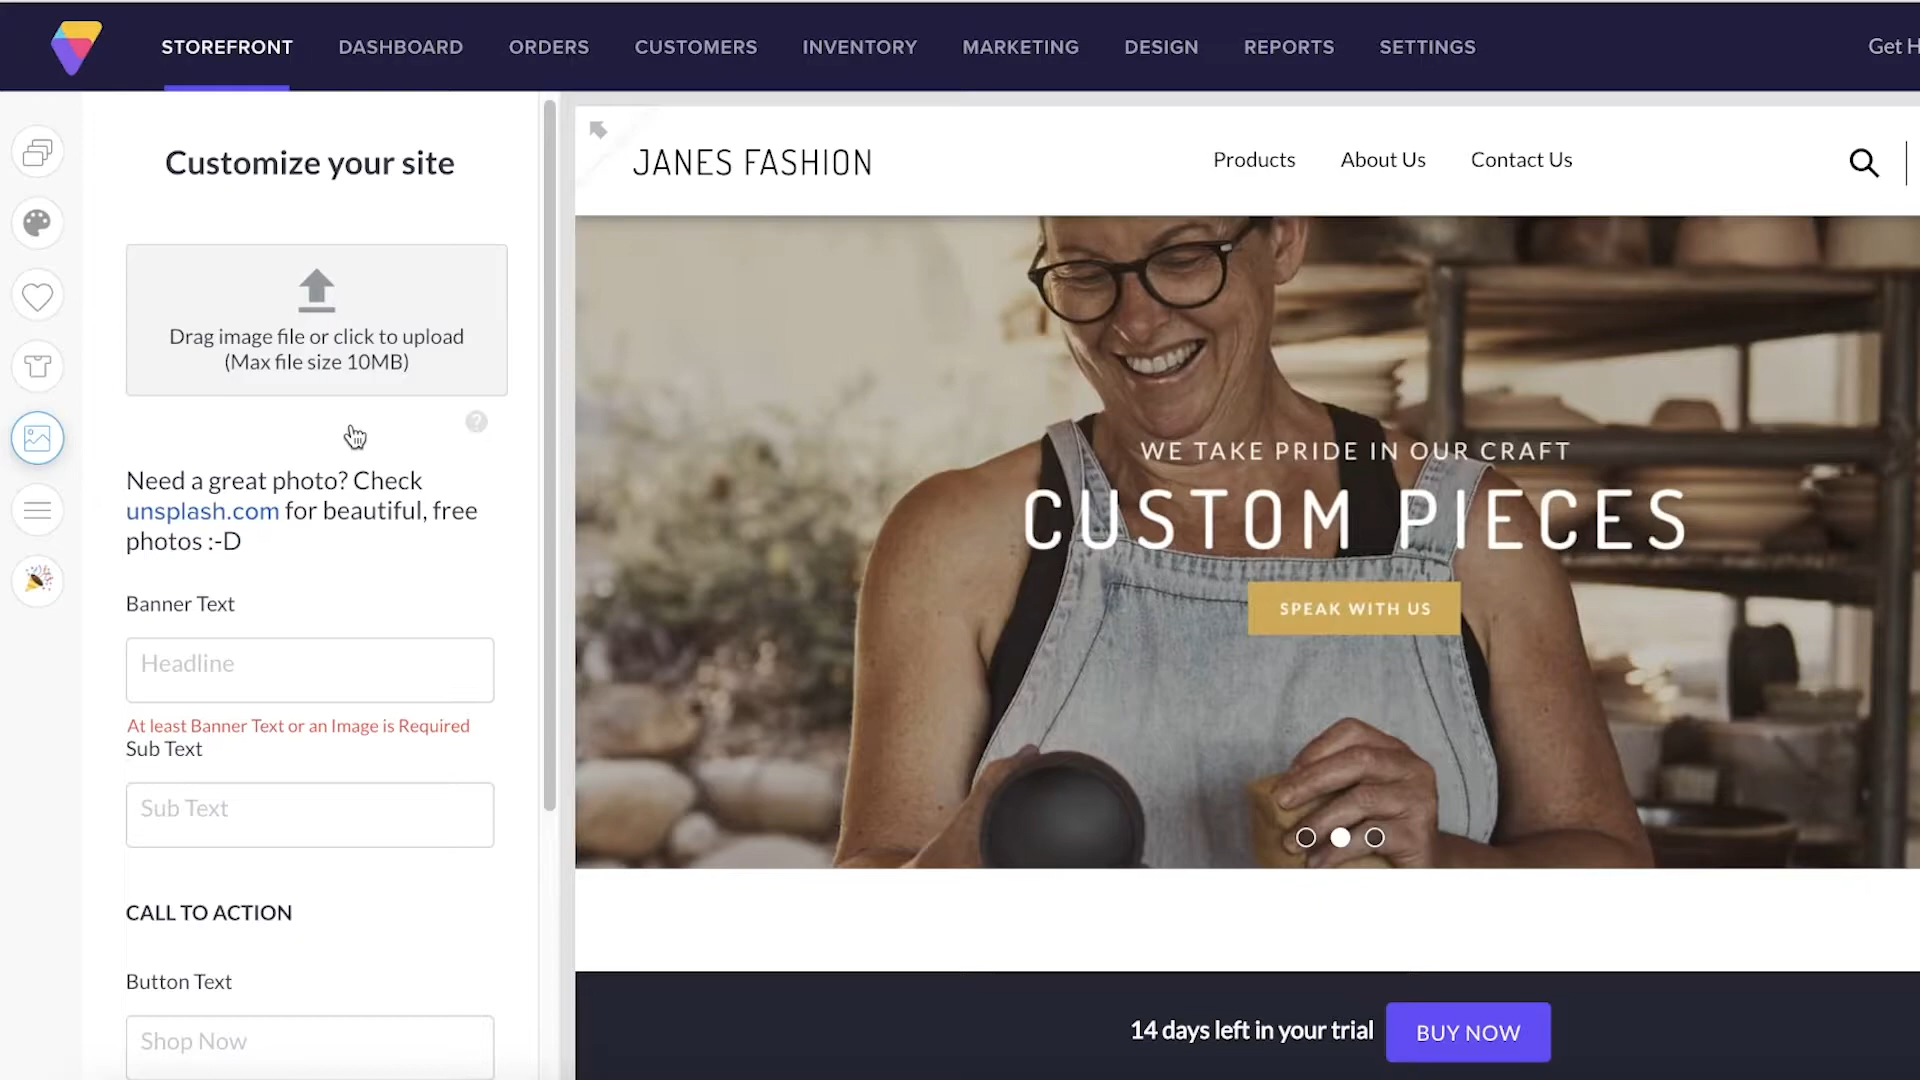 STOREFRONT DASHBOARD ORDERS CUSTOMERS INVENTORY MARKETING DESIGN REPORTS SETTINGS Get H
Customize your site
Drag image file or click to upload
(Max file size 10MB)
?
Need a great photo? Check
unsplash.com for beautiful, free
photos :-D
Banner Text
Headline
At least Banner Text or an Image is Required
Sub Text
Sub Text
CALL TO ACTION
Button Text
Shop Now
JANES FASHION
Products About Us Contact Us
WE TAKE PRIDE IN OUR CRAFT
CUSTOM PIECES
SPEAK WITH US
14 days left in your trial BUY NOW